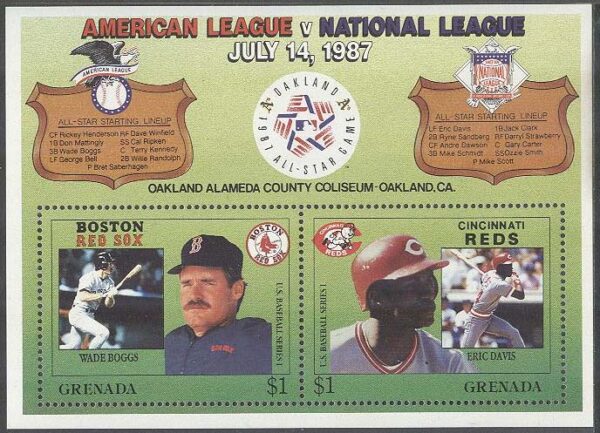 AMERICAN LEAGUE v NATIONAL LEAGUE
JULY 14, 1987
AMERICAN LEAGUE
ALL-STAR STARTING LINEUP
CF Rickey Henderson RF Dave Winfield
1B Don Mattingly SS Cal Ripken
3B Wade Boggs C Terry Kennedy
LF George Bell 2B Willie Randolph
P Bret Saberhagen
OAKLAND
1987 ALL-STAR GAME
NATIONAL LEAGUE
ALL-STAR STARTING LINEUP
LF Eric Davis 1B Jack Clark
2B Ryne Sandberg RF Darryl Strawberry
CF Andre Dawson C Gary Carter
3B Mike Schmidt SS Ozzie Smith
P Mike Scott
OAKLAND ALAMEDA COUNTY COLISEUM-OAKLAND, CA.
BOSTON
RED SOX
WADE BOGGS
B
U.S. BASEBALL SERIES 1
GRENADA $1
REDS
CINCINNATI
REDS
C
U.S. BASEBALL SERIES 1
ERIC DAVIS
$1 GRENADA